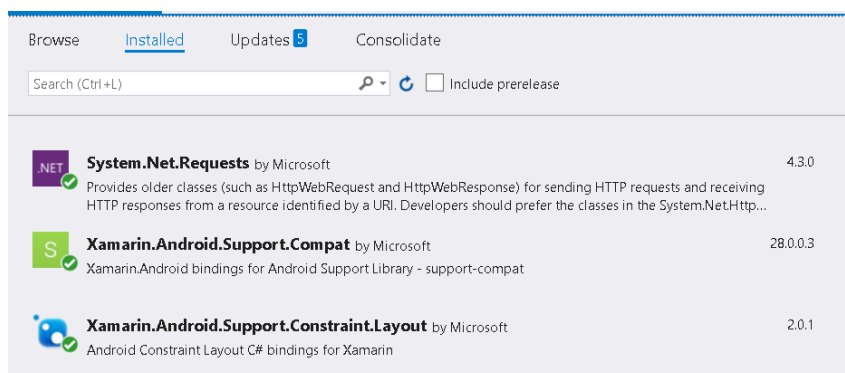 Browse Installed Updates 5 Consolidate
Search (Ctrl+L) Include prerelease
.NET System.Net.Requests by Microsoft 4.3.0
Provides older classes (such as HttpWebRequest and HttpWebResponse) for sending HTTP requests and receiving
HTTP responses from a resource identified by a URI. Developers should prefer the classes in the System.Net.Http...
S Xamarin.Android.Support.Compat by Microsoft 28.0.0.3
Xamarin.Android bindings for Android Support Library - support-compat
Xamarin.Android.Support.Constraint.Layout by Microsoft 2.0.1
Android Constraint Layout C# bindings for Xamarin